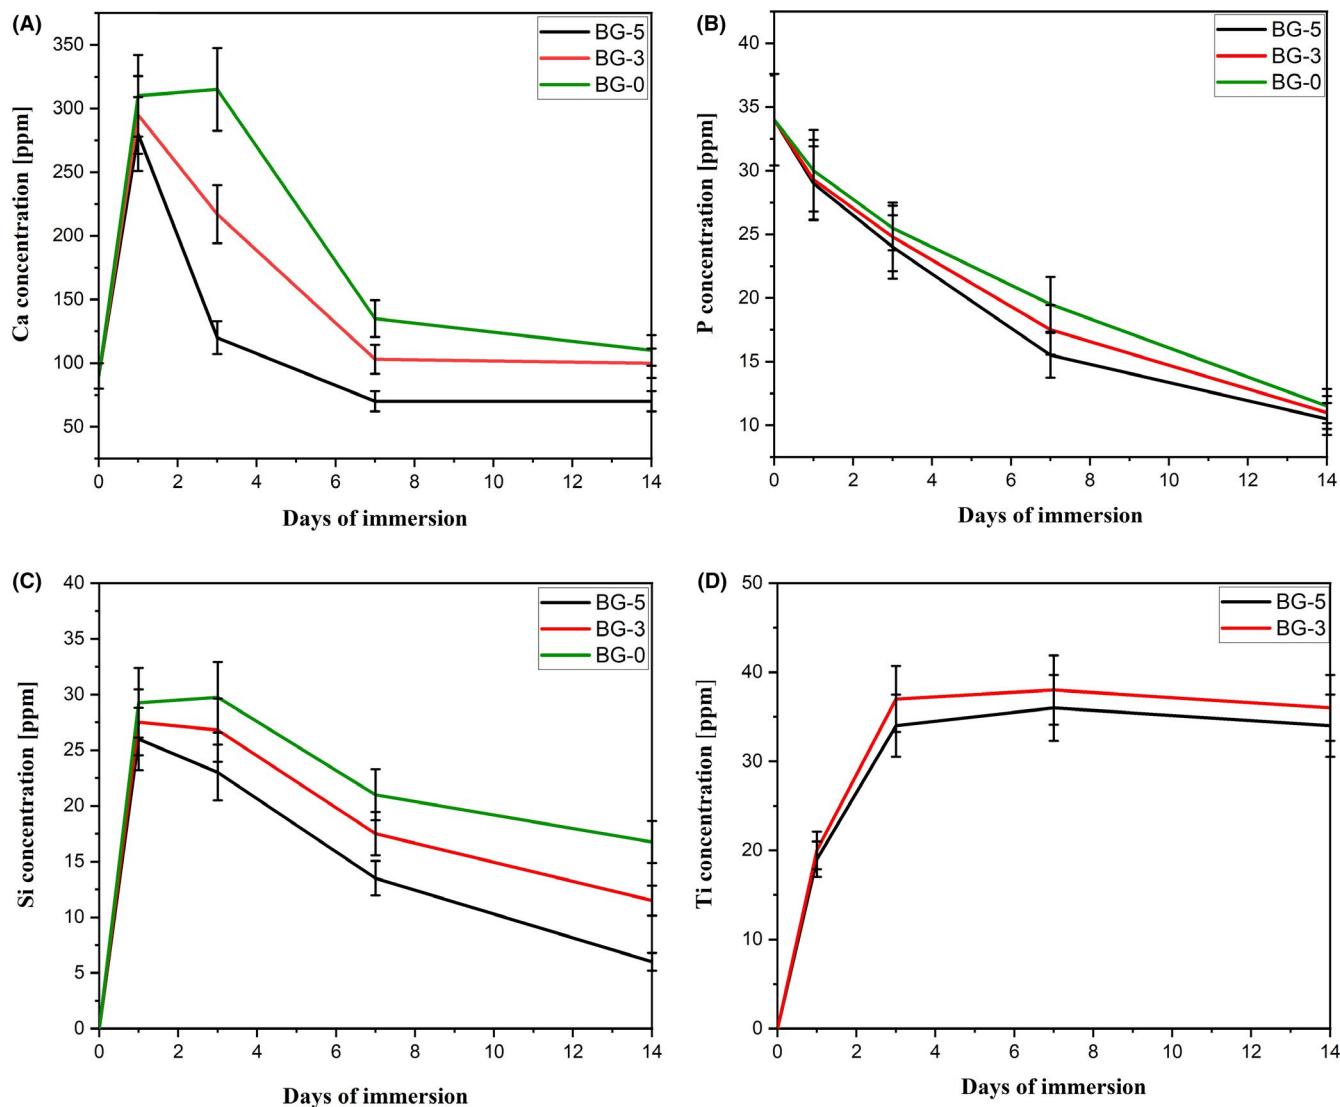 (A)
Ca concentration [ppm]
350
300
250
200
150
100
50
0 2 4 6 8 10 12 14
Days of immersion
BG-5
BG-3
BG-0
(B)
P concentration [ppm]
40
35
30
25
20
15
10
0 2 4 6 8 10 12 14
Days of immersion
BG-5
BG-3
BG-0
(C)
Si concentration [ppm]
40
35
30
25
20
15
10
5
0
0 2 4 6 8 10 12 14
Days of immersion
BG-5
BG-3
BG-0
(D)
Ti concentration [ppm]
50
40
30
20
10
0
0 2 4 6 8 10 12 14
Days of immersion
BG-5
BG-3